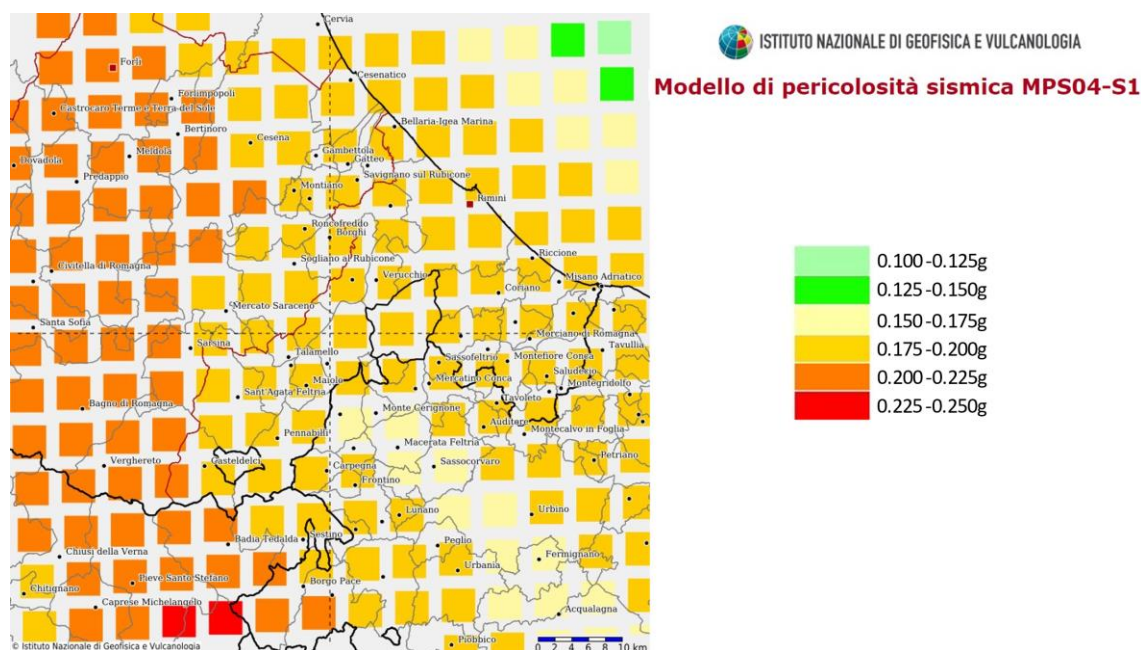 Cervia
Forlì
Cesenatico
Forlimpopoli
Castrocaro Terme e Terra del Sole
Bertinoro
Bellaria-Igea Marina
Cesena
Gambettola
Gatteo
Dovadola
Meldola
Predappio
Savignano sul Rubicone
Montiano
Rimini
Roncofreddo
Borghi
Riccione
Civitella di Romagna
Sogliano al Rubicone
Verucchio
Coriano
Misano Adriatico
Mercato Saraceno
Santa Sofia
Morciano di Romagna
Sarsina
Talamello
Sassofeltrio
Montefiore Conca
Tavullia
Maiolo
Mercatino Conca
Saludecio
Montegridolfo
Sant'Agata Feltria
Tavoleto
Bagno di Romagna
Monte Cerignone
Auditore
Montecalvo in Foglia
Pennabilli
Macerata Feltria
Verghereto
Casteldelci
Carpegna
Sassocorvaro
Petriano
Frontino
Lunano
Urbino
Badia Tedalda
Sestino
Chiusi della Verna
Peglio
Fermignano
Urbania
Chitignano
Pieve Santo Stefano
Borgo Pace
Caprese Michelangelo
Acqualagna
Piobbico
© Istituto Nazionale di Geofisica e Vulcanologia
0 2 4 6 8 10 km
ISTITUTO NAZIONALE DI GEOFISICA E VULCANOLOGIA
Modello di pericolosità sismica MPS04-S1
0.100 -0.125g
0.125 -0.150g
0.150 -0.175g
0.175 -0.200g
0.200 -0.225g
0.225 -0.250g